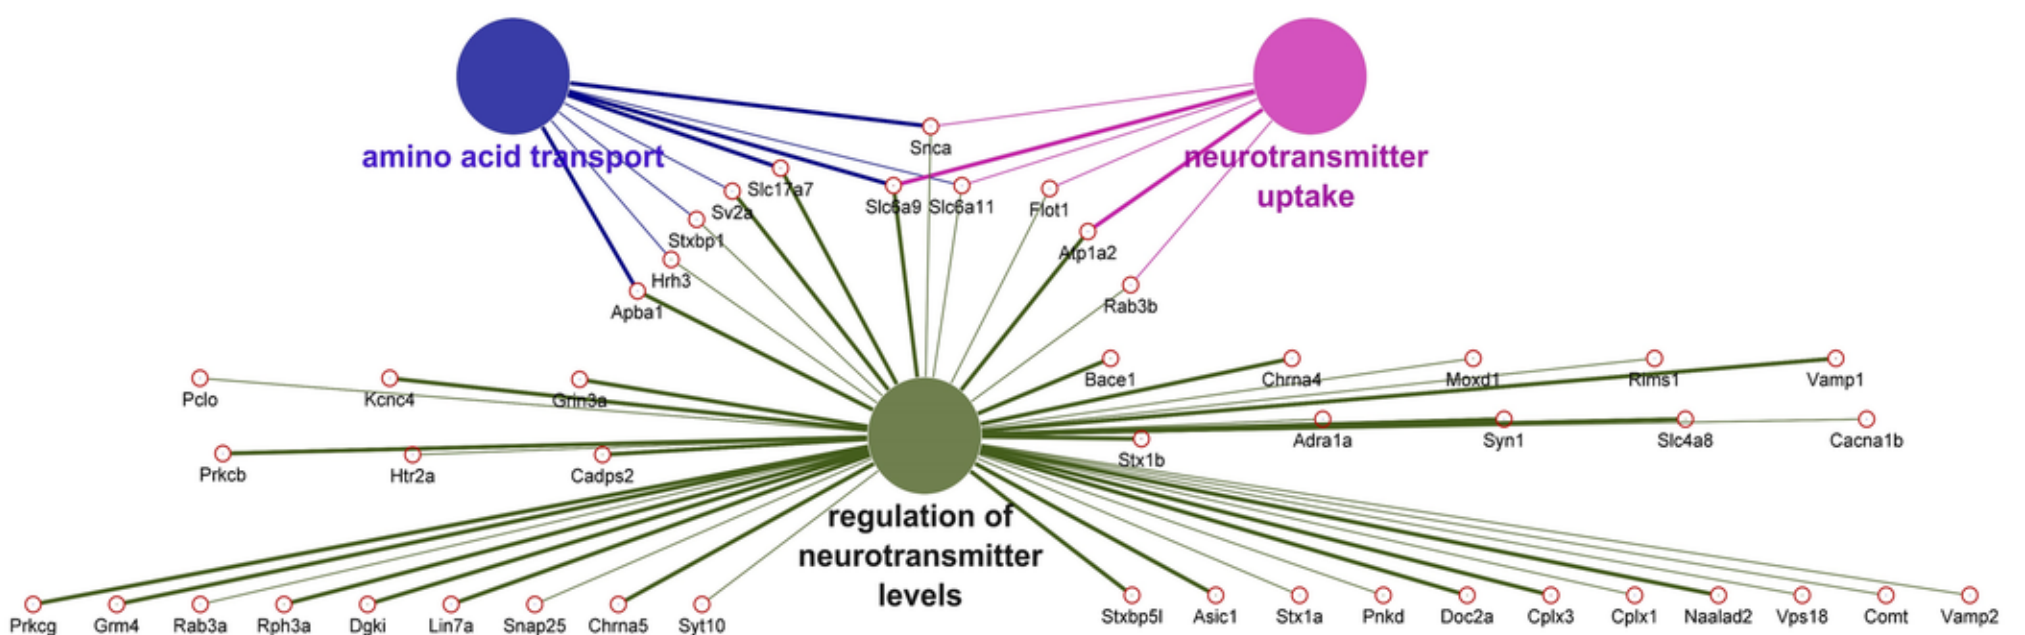 amino acid transport
neurotransmitter
uptake
Snca
Slc17a7
Slc6a9
Slc6a11
Flot1
Sv2a
Stxbp1
Atp1a2
Hrh3
Rab3b
Apba1
Pclo
Kcnc4
Grin3a
Bace1
Chrna4
Moxd1
Rims1
Vamp1
Adra1a
Syn1
Slc4a8
Cacna1b
Prkcb
Htr2a
Cadps2
Stx1b
regulation of
neurotransmitter
levels
Prkcg
Grm4
Rab3a
Rph3a
Dgki
Lin7a
Snap25
Chrna5
Syt10
Stxbp5l
Asic1
Stx1a
Pnkd
Doc2a
Cplx3
Cplx1
Naalad2
Vps18
Comt
Vamp2